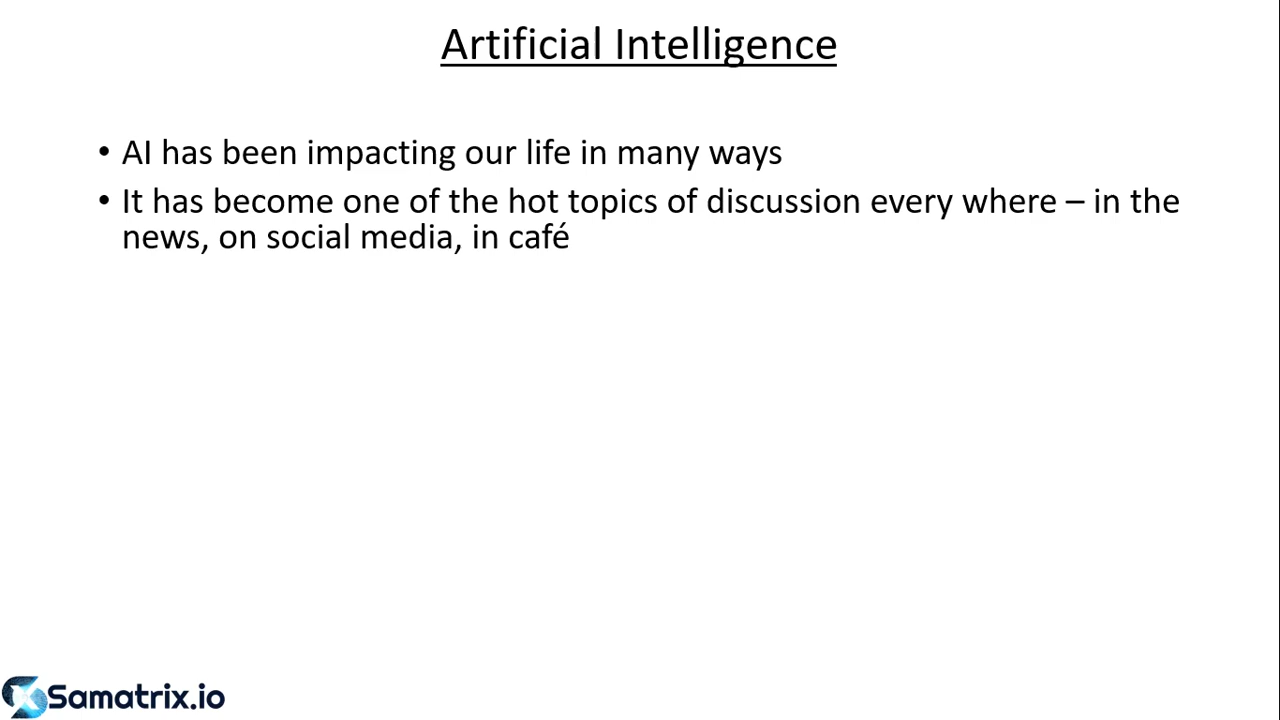 Artificial Intelligence
• AI has been impacting our life in many ways
• It has become one of the hot topics of discussion every where – in the
news, on social media, in café
Samatrix.io